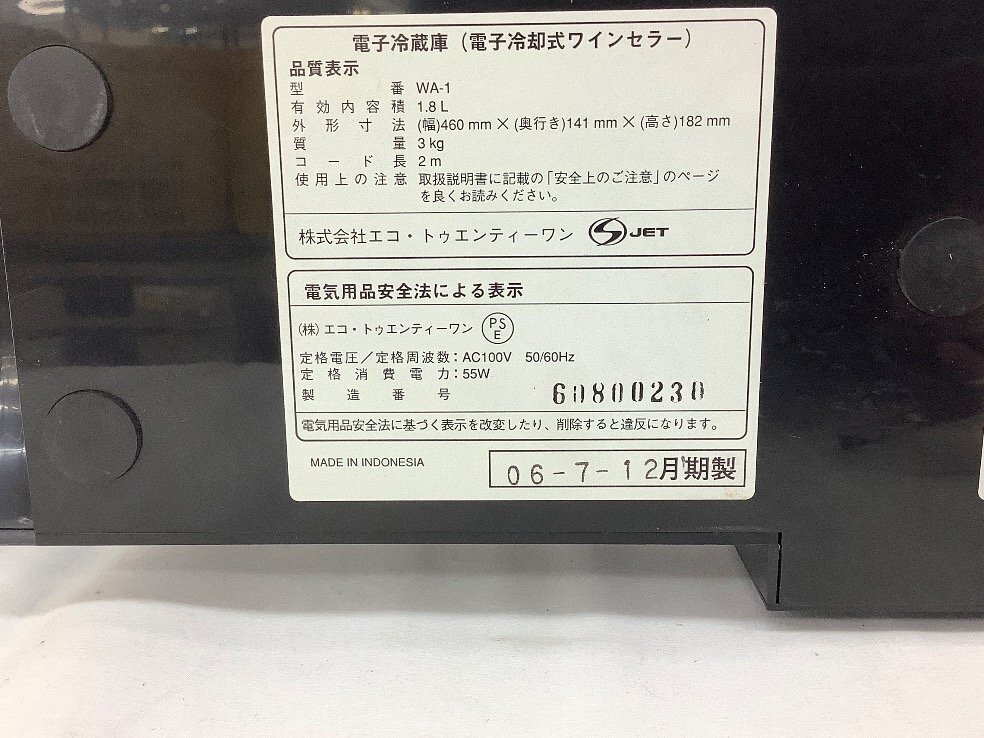 電子冷蔵庫（電子冷却式ワインセラー）
品質表示
型番 WA-1
有効内容積 1.8 L
外形寸法 (幅)460 mm × (奥行き)141 mm × (高さ)182 mm
質量 3 kg
コード長 2 m
使用上の注意 取扱説明書に記載の「安全上のご注意」のページ
を良くお読みください。
株式会社エコ・トゥエンティーワン JET
電気用品安全法による表示
(株) エコ・トゥエンティーワン PSE
定格電圧／定格周波数：AC100V 50/60Hz
定格消費電力：55W
製造番号 60800230
電気用品安全法に基づく表示を改変したり、削除すると違反になります。
MADE IN INDONESIA
06-7-12月期製